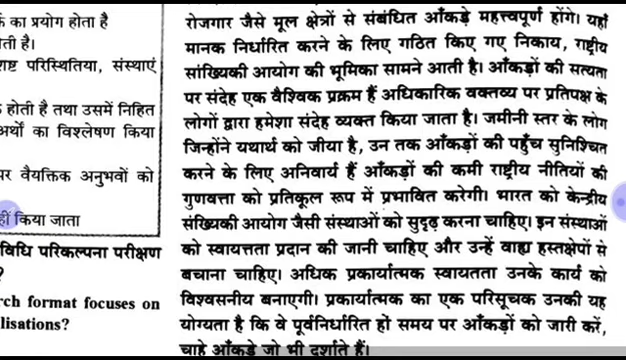 र्क का प्रयोग होता है
ोती है।
शष्ट परिस्थितिया, संस्थाएं
होती है तथा उसमें निहित
अर्थों का विश्लेषण किया
पर वैयक्तिक अनुभवों को
हीं किया जाता
विधि परिकल्पना परीक्षण
?
rch format focuses on
lisations?
रोजगार जैसे मूल क्षेत्रों से संबंधित आँकड़े महत्त्वपूर्ण होंगे। यहाँ
मानक निर्धारित करने के लिए गठित किए गए निकाय, राष्ट्रीय
सांख्यिकी आयोग की भूमिका सामने आती है। आँकड़ों की सत्यता
पर संदेह एक वैश्विक प्रक्रम हैं अधिकारिक वक्तव्य पर प्रतिपक्ष के
लोगों द्वारा हमेशा संदेह व्यक्त किया जाता है। जमीनी स्तर के लोग
जिन्होंने यथार्थ को जीया है, उन तक आँकड़ों की पहुँच सुनिश्चित
करने के लिए अनिवार्य हैं आँकड़ों की कमी राष्ट्रीय नीतियों की
गुणवत्ता को प्रतिकूल रूप में प्रभावित करेगी। भारत को केन्द्रीय
संख्यिकी आयोग जैसी संस्थाओं को सुदृढ़ करना चाहिए। इन संस्थाओं
को स्वायत्तता प्रदान की जानी चाहिए और उन्हें वाह्य हस्तक्षेपों से
बचाना चाहिए। अधिक प्रकार्यात्मक स्वायतता उनके कार्य को
विश्वसनीय बनाएगी। प्रकार्यात्मक का एक परिसूचक उनकी यह
योग्यता है कि वे पूर्वनिर्धारित हों समय पर आँकड़ों को जारी करें,
चाहे आँकड़े जो भी दर्शाते हैं।